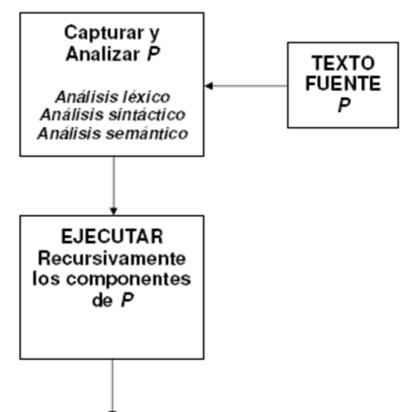 Capturar y
Analizar P
Análisis léxico
Análisis sintáctico
Análisis semántico
TEXTO
FUENTE
P
EJECUTAR
Recursivamente
los componentes
de P